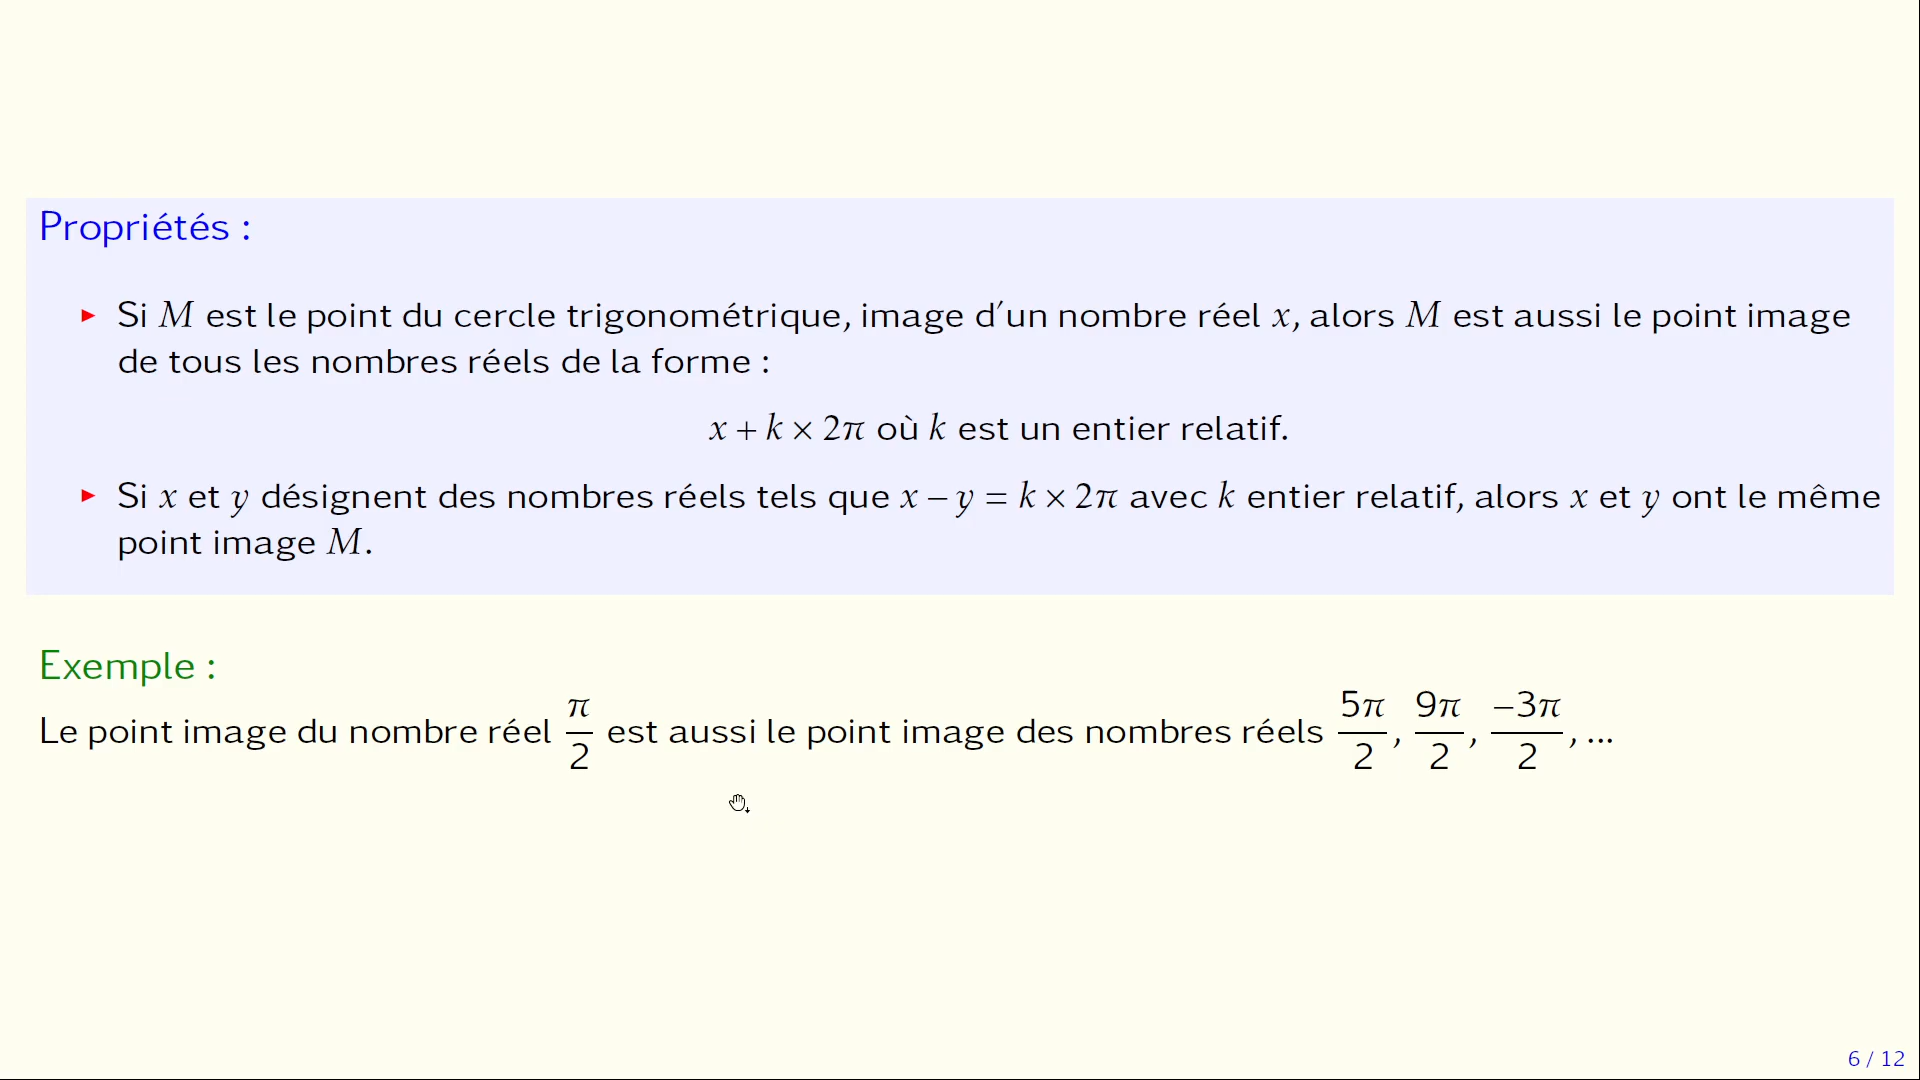 Propriétés :
▶ Si M est le point du cercle trigonométrique, image d'un nombre réel x, alors M est aussi le point image
de tous les nombres réels de la forme :
x + k × 2π où k est un entier relatif.
▶ Si x et y désignent des nombres réels tels que x − y = k × 2π avec k entier relatif, alors x et y ont le même
point image M.
Exemple :
Le point image du nombre réel π/2 est aussi le point image des nombres réels 5π/2, 9π/2, −3π/2, ...
6 / 12